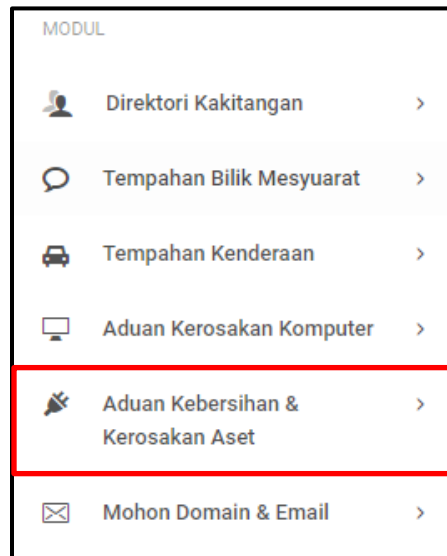 MODUL
Direktori Kakitangan
Tempahan Bilik Mesyuarat
Tempahan Kenderaan
Aduan Kerosakan Komputer
Aduan Kebersihan &
Kerosakan Aset
Mohon Domain & Email